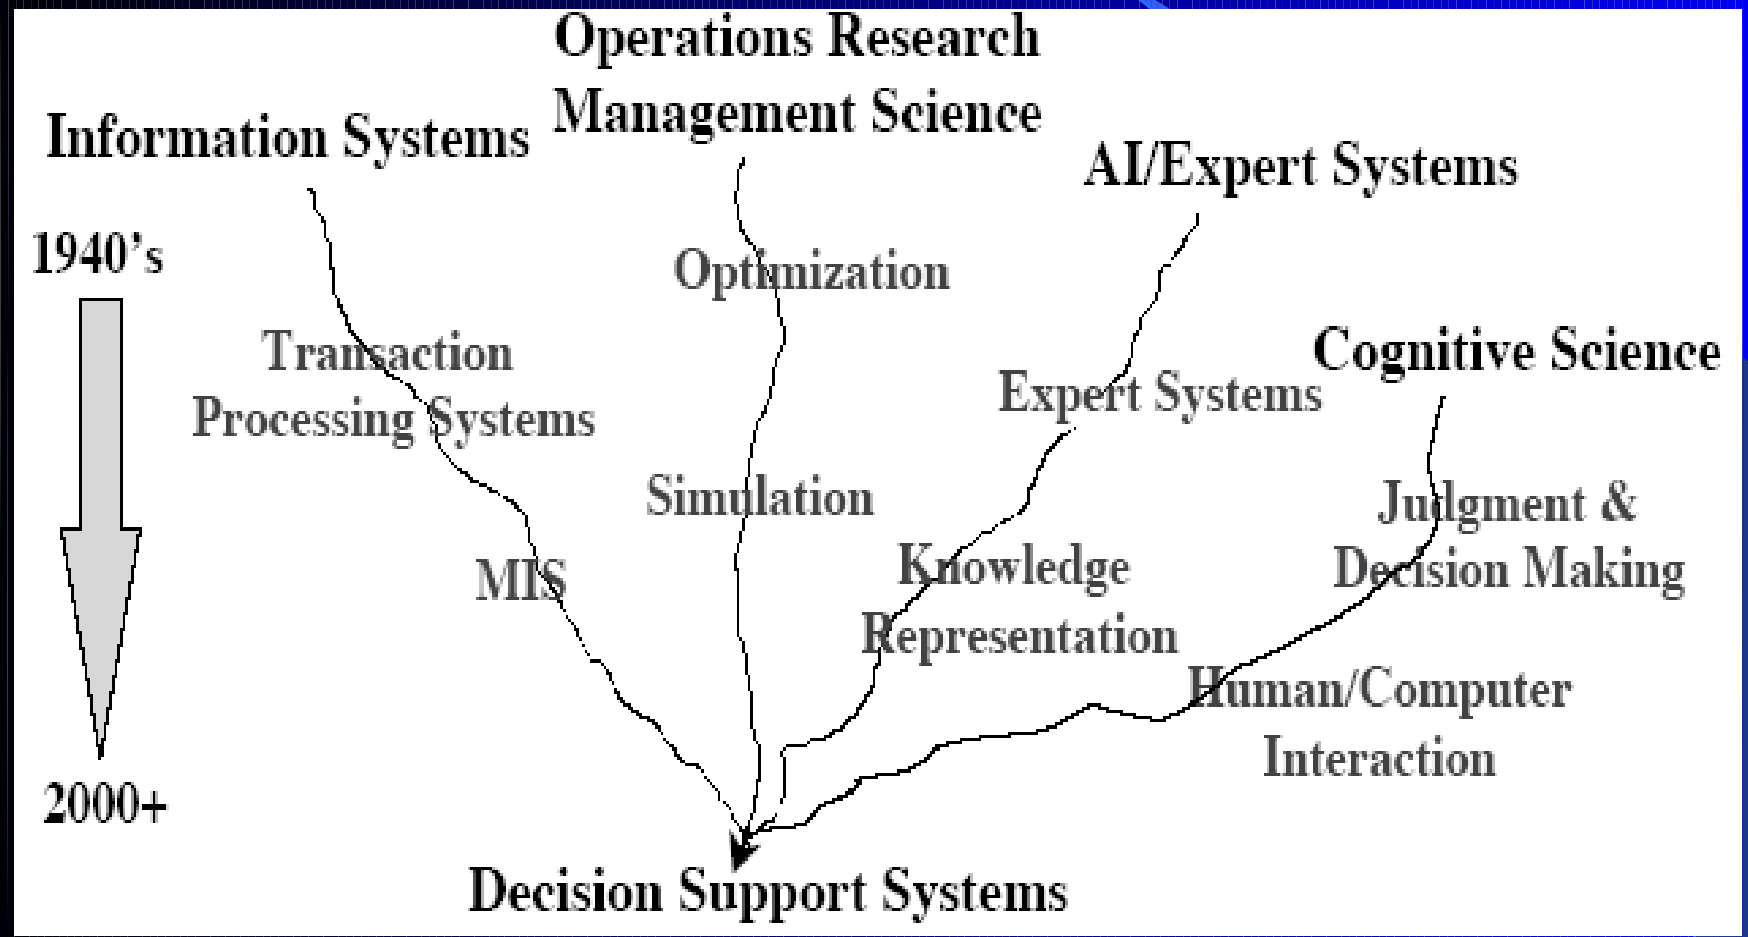 Operations Research
Management Science
Information Systems
AI/Expert Systems
1940's
Optimization
Transaction
Processing Systems
Cognitive Science
Expert Systems
Simulation
Judgment &
Decision Making
MIS
Knowledge
Representation
Human/Computer
Interaction
2000+
Decision Support Systems